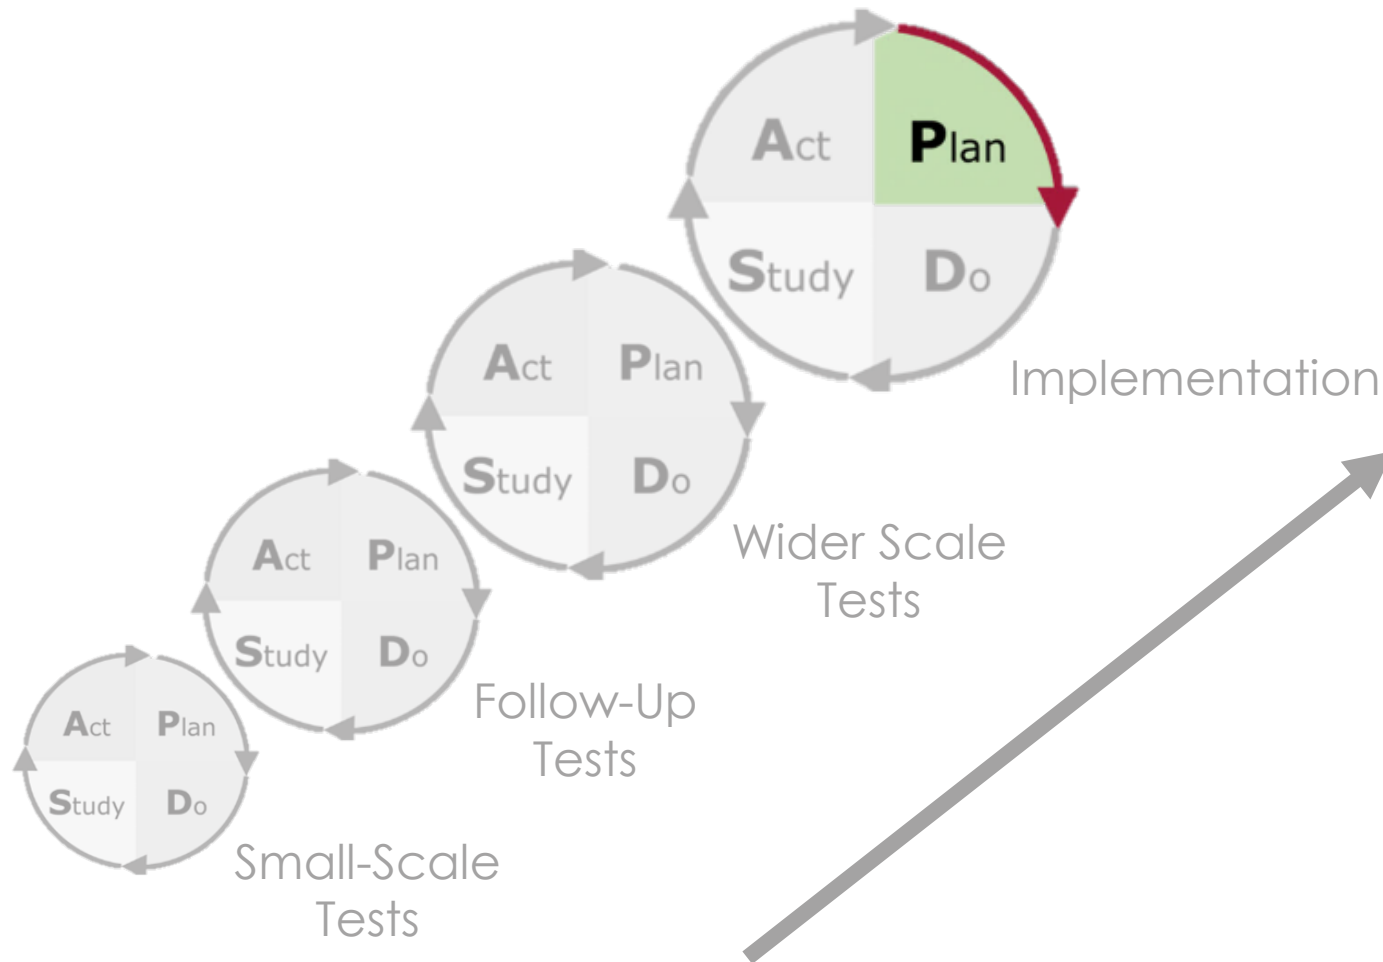 Act Plan
Study Do
Implementation
Act Plan
Study Do
Wider Scale
Tests
Act Plan
Study Do
Follow-Up
Tests
Act Plan
Study Do
Small-Scale
Tests